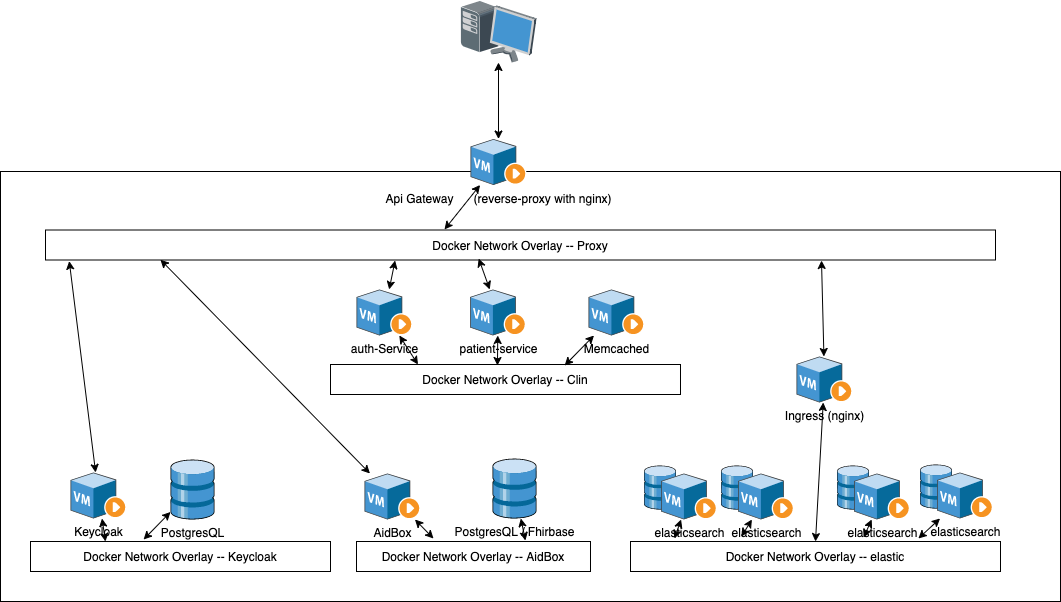 VM
Api Gateway (reverse-proxy with nginx)
Docker Network Overlay -- Proxy
VM VM VM
auth-Service patient-service Memcached
Docker Network Overlay -- Clin
VM
Ingress (nginx)
VM VM VM VM VM VM
Keycloak PostgresQL AidBox PostgresQL / Fhirbase elasticsearch elasticsearch elasticsearch elasticsearch
Docker Network Overlay -- Keycloak Docker Network Overlay -- AidBox Docker Network Overlay -- elastic